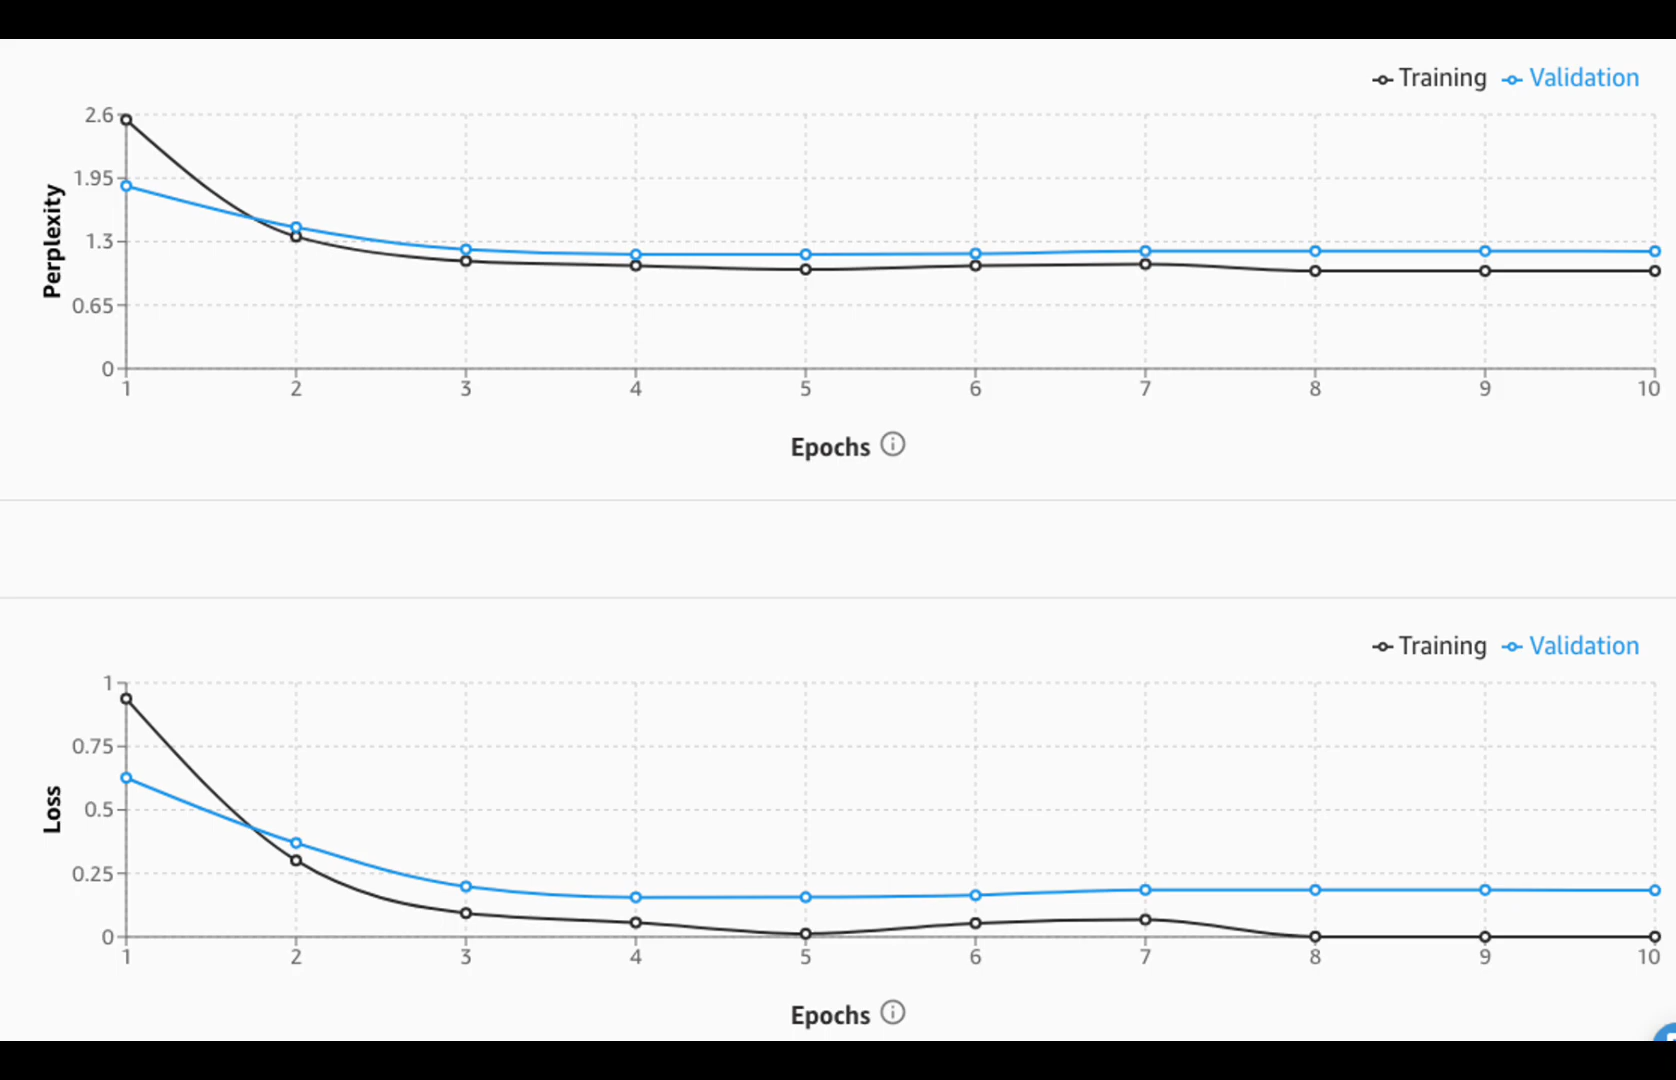 Training Validation
2.6
1.95
1.3
0.65
0
Perplexity
1 2 3 4 5 6 7 8 9 10
Epochs
Training Validation
1
0.75
0.5
0.25
0
Loss
1 2 3 4 5 6 7 8 9 10
Epochs